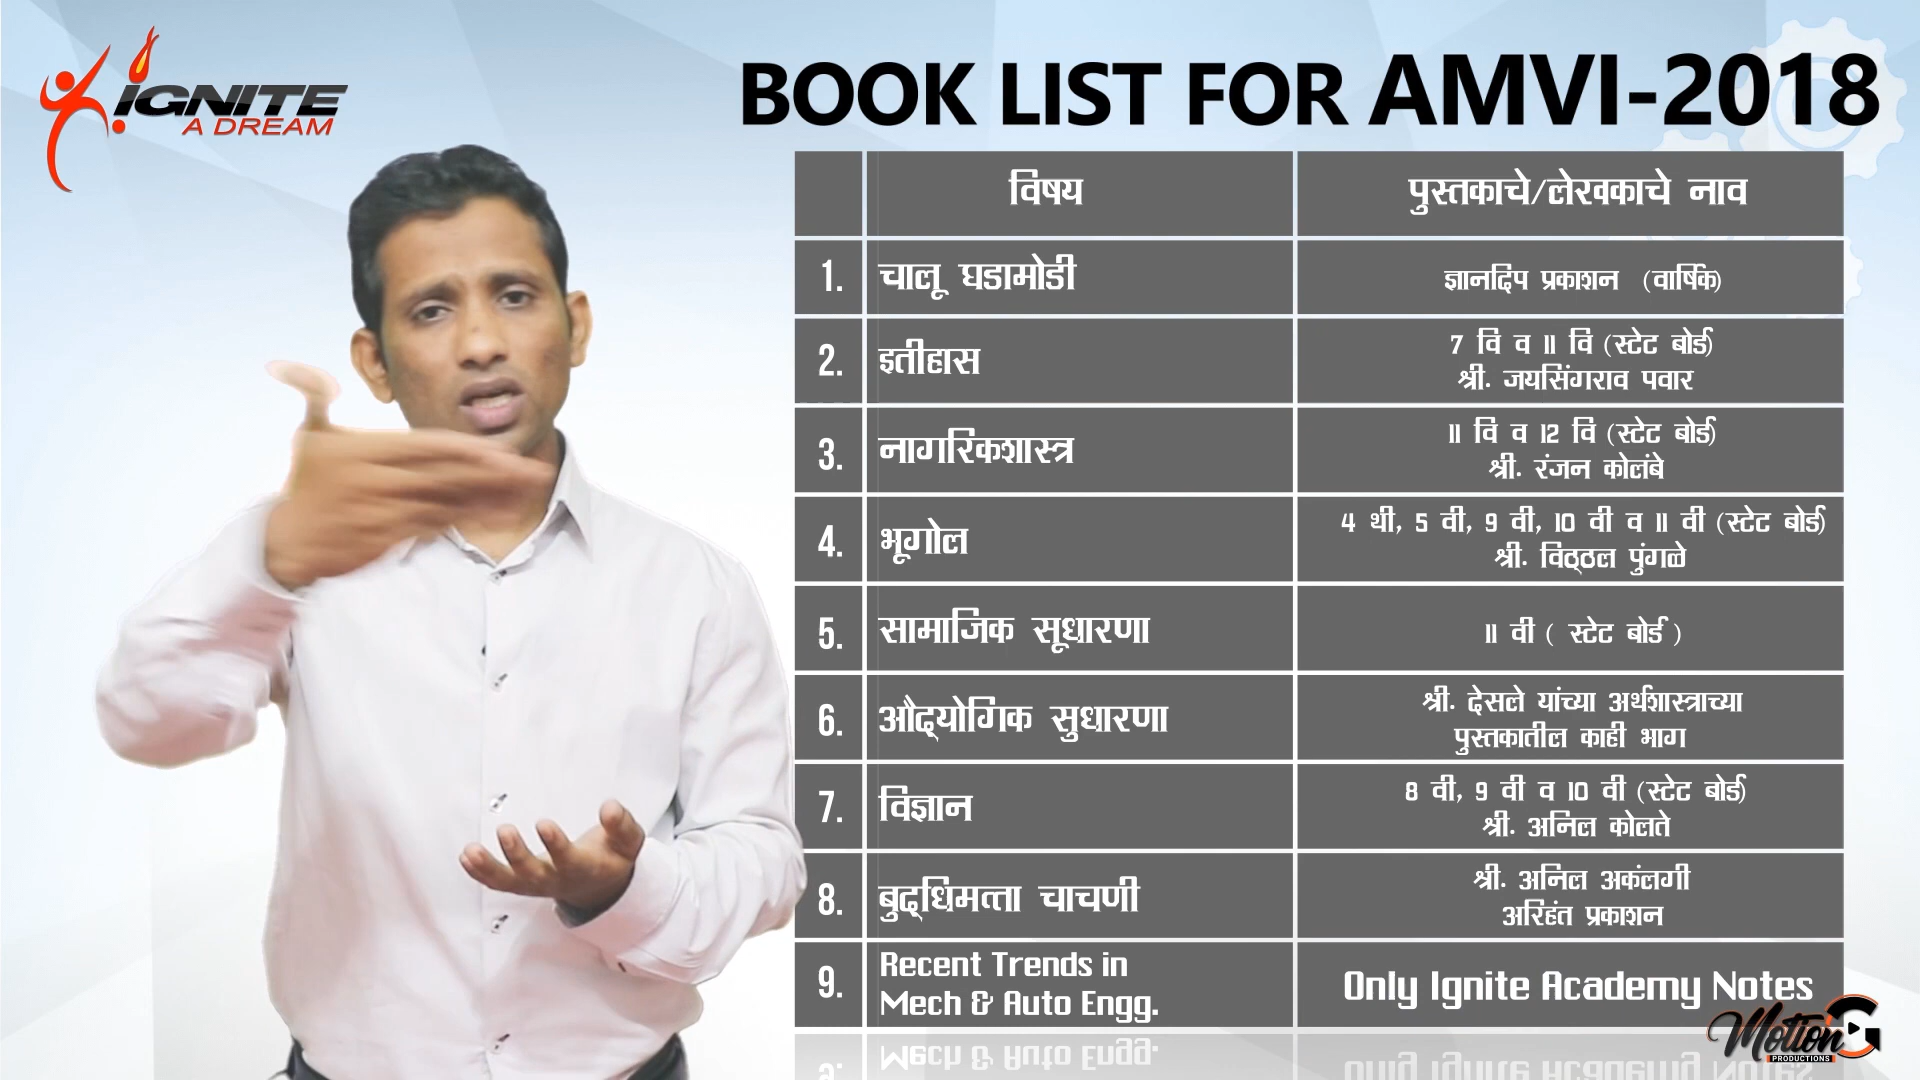 IGNITE
A DREAM
BOOK LIST FOR AMVI-2018
विषय
पुस्तकाचे/लेखकाचे नाव
1.
चालू घडामोडी
ज्ञानदिप प्रकाशन (वार्षिक)
2.
इतीहास
7 वि व 11 वि (स्टेट बोर्ड)
श्री. जयसिंगराव पवार
3.
नागरिकशास्त्र
11 वि व 12 वि (स्टेट बोर्ड)
श्री. रंजन कोलंबे
4.
भूगोल
4 थी, 5 वी, 9 वी, 10 वी व 11 वी (स्टेट बोर्ड)
श्री. विठ्ठल पुंगळे
5.
सामाजिक सूधारणा
11 वी ( स्टेट बोर्ड )
6.
औद्योगिक सुधारणा
श्री. देसले यांच्या अर्थशास्त्राच्या
पुस्तकातील काही भाग
7.
विज्ञान
8 वी, 9 वी व 10 वी (स्टेट बोर्ड)
श्री. अनिल कोलते
8.
बुद्धिमत्ता चाचणी
श्री. अनिल अकंलगी
अरिहंत प्रकाशन
9.
Recent Trends in
Mech & Auto Engg.
Only Ignite Academy Notes
Motion G
PRODUCTIONS